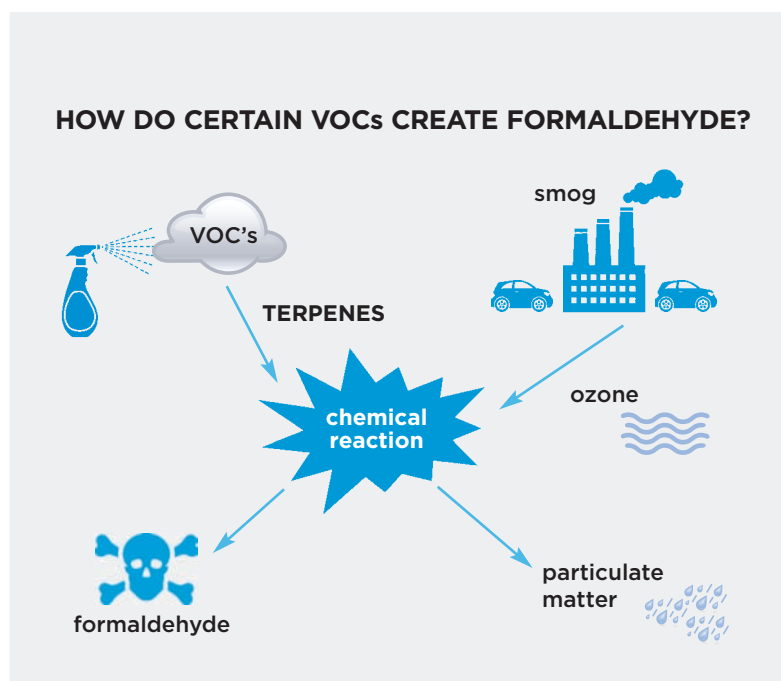 HOW DO CERTAIN VOCs CREATE FORMALDEHYDE?
smog
VOC's
TERPENES
ozone
chemical
reaction
particulate
matter
formaldehyde